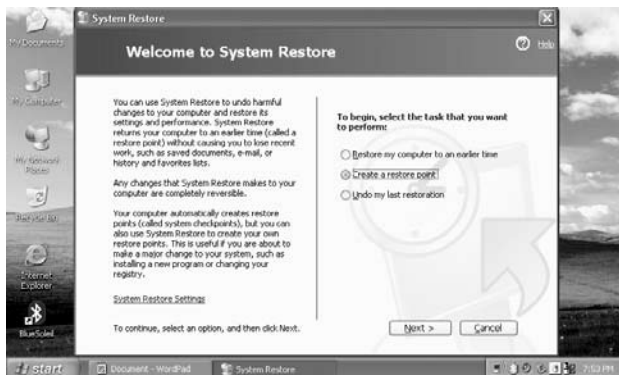 System Restore
My Documents
Welcome to System Restore
Help
My Computer
You can use System Restore to undo harmful
changes to your computer and restore its
settings and performance. System Restore
returns your computer to an earlier time (called a
restore point) without causing you to lose recent
work, such as saved documents, e-mail, or
history and favorites lists.
Any changes that System Restore makes to your
computer are completely reversible.
Your computer automatically creates restore
points (called system checkpoints), but you can
also use System Restore to create your own
restore points. This is useful if you are about to
make a major change to your system, such as
installing a new program or changing your
registry.
System Restore Settings
To continue, select an option, and then click Next.
To begin, select the task that you want
to perform:
Restore my computer to an earlier time
Create a restore point
Undo my last restoration
Next >
Cancel
My Network
Places
Recycle Bin
Internet
Explorer
BlueSoleil
start
Document - WordPad
System Restore
7:53 PM